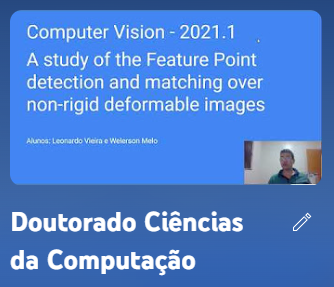 Computer Vision - 2021.1
A study of the Feature Point
detection and matching over
non-rigid deformable images
Alunos: Leonardo Vieira e Welerson Melo
Doutorado Ciências
da Computação